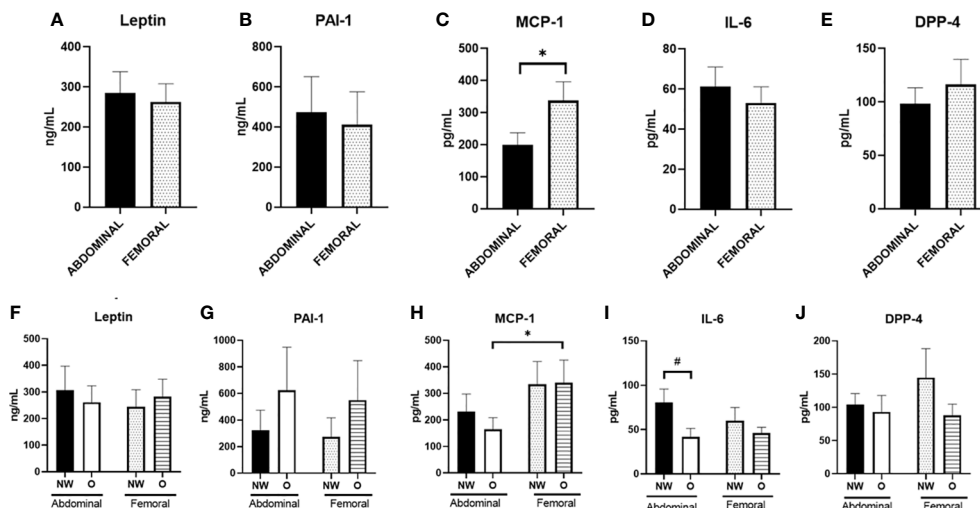 A Leptin
400
300
200
100
0
ng/mL
ABDOMINAL
FEMORAL
B PAI-1
800
600
400
200
0
ng/mL
ABDOMINAL
FEMORAL
C MCP-1
500
400
300
200
100
0
pg/mL
*
ABDOMINAL
FEMORAL
D IL-6
80
60
40
20
0
pg/mL
ABDOMINAL
FEMORAL
E DPP-4
150
100
50
0
pg/mL
ABDOMINAL
FEMORAL
F Leptin
500
400
300
200
100
0
ng/mL
NW O NW O
Abdominal Femoral
G PAI-1
1000
800
600
400
200
0
ng/mL
NW O NW O
Abdominal Femoral
H MCP-1
500
400
300
200
100
0
pg/mL
*
NW O NW O
Abdominal Femoral
I IL-6
150
100
50
0
pg/mL
#
NW O NW O
Abdominal Femoral
J DPP-4
200
150
100
50
0
pg/mL
NW O NW O
Abdominal Femoral